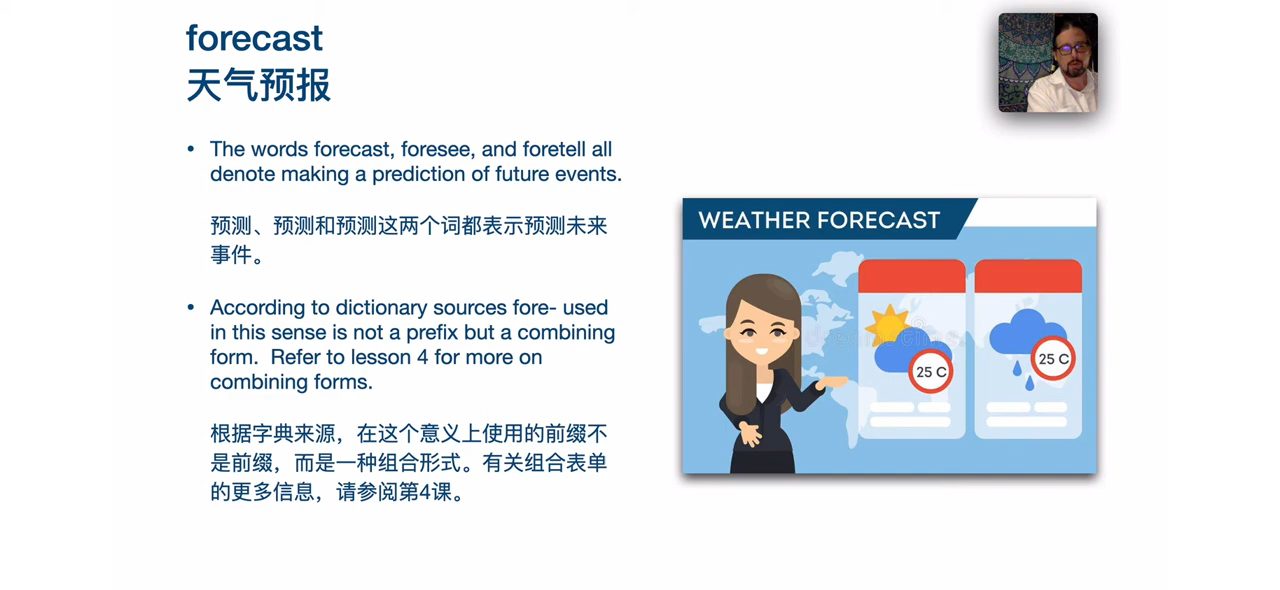 forecast
天气预报
• The words forecast, foresee, and foretell all
denote making a prediction of future events.
预测、预测和预测这两个词都表示预测未来
事件。
• According to dictionary sources fore- used
in this sense is not a prefix but a combining
form. Refer to lesson 4 for more on
combining forms.
根据字典来源，在这个意义上使用的前缀不
是前缀，而是一种组合形式。有关组合表单
的更多信息，请参阅第4课。
WEATHER FORECAST
25 C
25 C